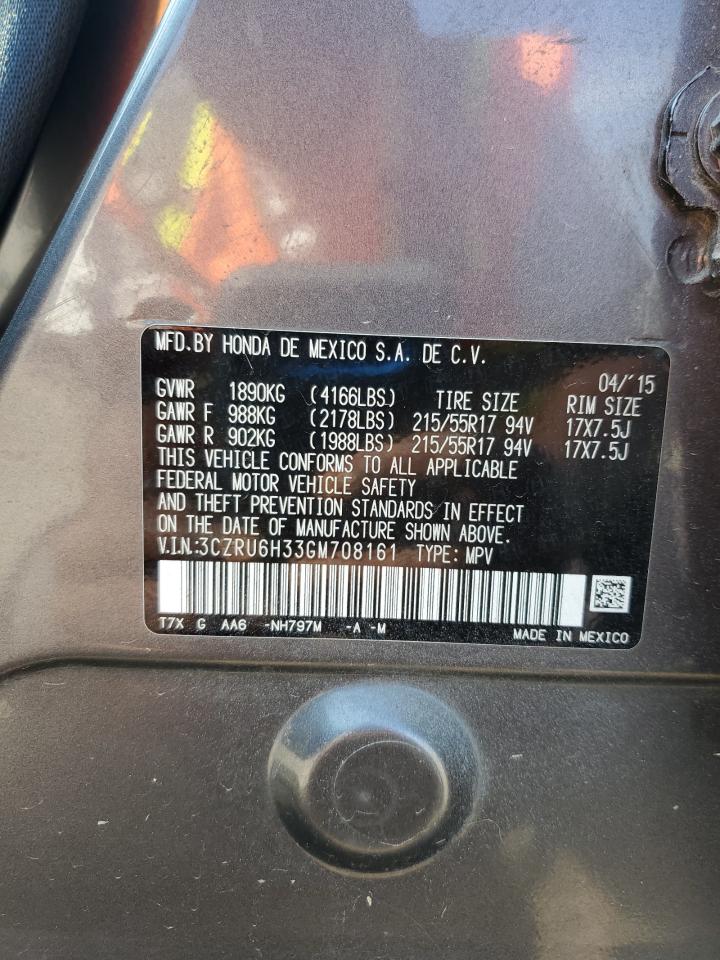 MFD. BY HONDA DE MEXICO S.A. DE C.V.
04/'15
GVWR 1890KG (4166LBS) TIRE SIZE RIM SIZE
GAWR F 988KG (2178LBS) 215/55R17 94V 17X7.5J
GAWR R 902KG (1988LBS) 215/55R17 94V 17X7.5J
THIS VEHICLE CONFORMS TO ALL APPLICABLE
FEDERAL MOTOR VEHICLE SAFETY
AND THEFT PREVENTION STANDARDS IN EFFECT
ON THE DATE OF MANUFACTURE SHOWN ABOVE.
V.I.N.:3CZRU6H33GM708161 TYPE: MPV
T7X G AA6 -NH797M -A -M MADE IN MEXICO